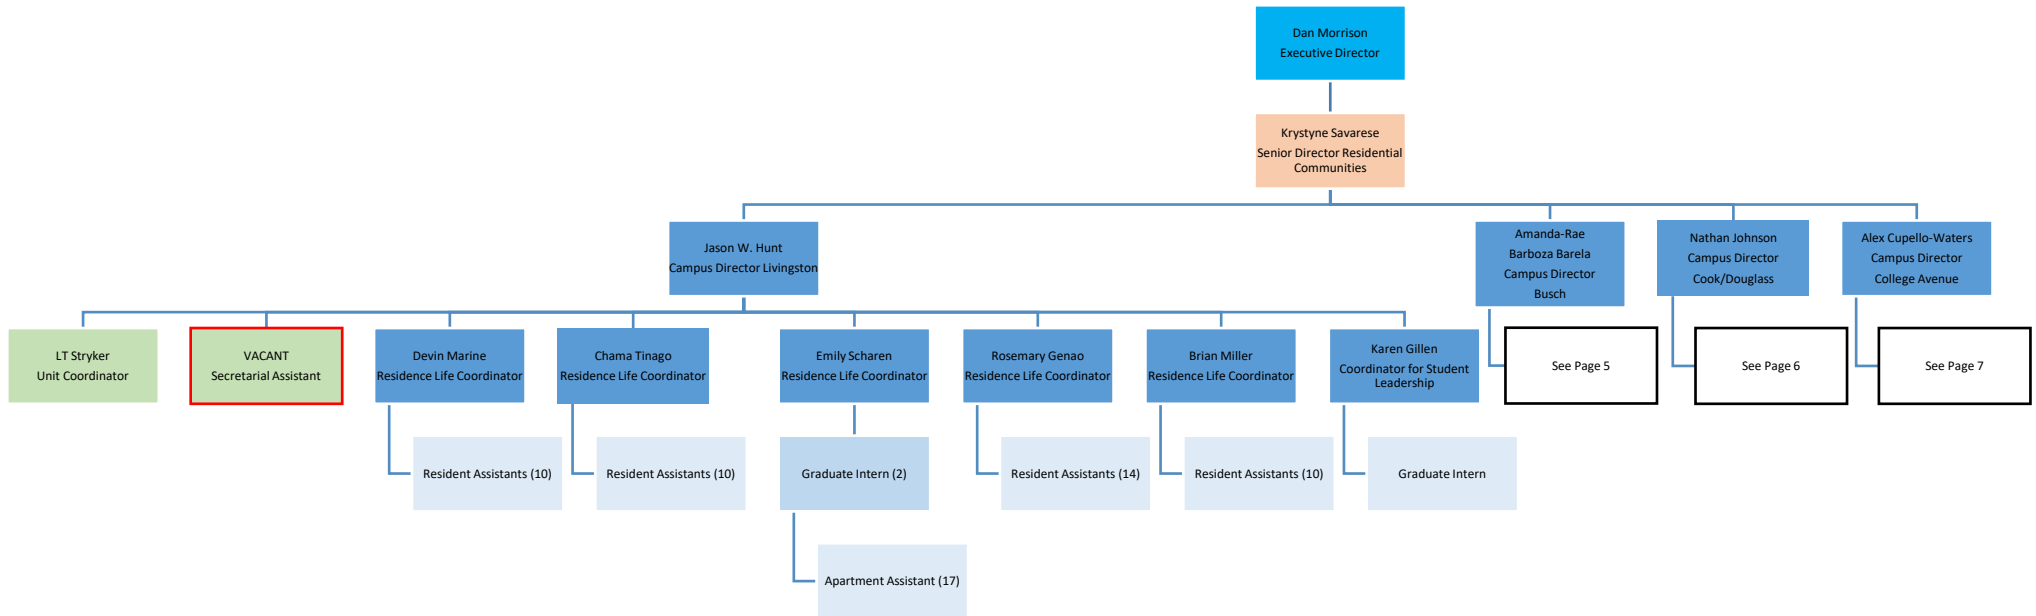 Dan Morrison
Executive Director
Krystyne Savarese
Senior Director Residential
Communities
Jason W. Hunt
Campus Director Livingston
Amanda-Rae
Barboza Barela
Campus Director
Busch
Nathan Johnson
Campus Director
Cook/Douglass
Alex Cupello-Waters
Campus Director
College Avenue
LT Stryker
Unit Coordinator
VACANT
Secretarial Assistant
Devin Marine
Residence Life Coordinator
Chama Tinago
Residence Life Coordinator
Emily Scharen
Residence Life Coordinator
Rosemary Genao
Residence Life Coordinator
Brian Miller
Residence Life Coordinator
Karen Gillen
Coordinator for Student
Leadership
See Page 5
See Page 6
See Page 7
Resident Assistants (10)
Resident Assistants (10)
Graduate Intern (2)
Resident Assistants (14)
Resident Assistants (10)
Graduate Intern
Apartment Assistant (17)